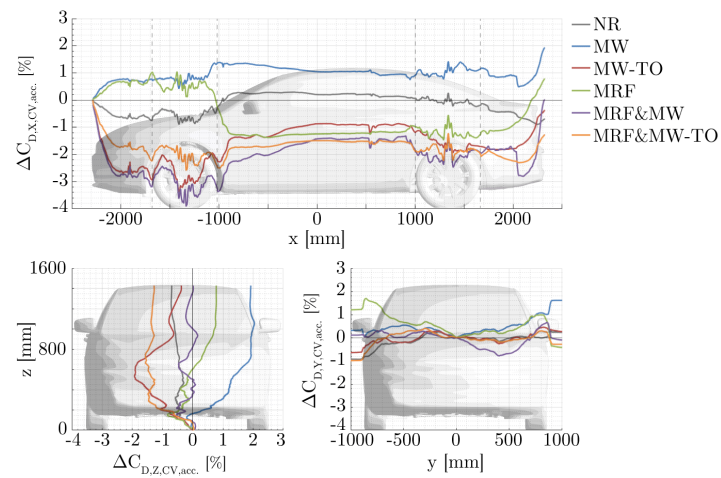 3
2
1
0
-1
-2
-3
-4
ΔC_D,X,CV,acc. [%]
-2000 -1000 0 1000 2000
x [mm]
NR
MW
MW-TO
MRF
MRF&MW
MRF&MW-TO
1600
800
0
z [mm]
-4 -3 -2 -1 0 1 2 3
ΔC_D,Z,CV,acc. [%]
3
2
1
0
-1
-2
-3
-4
ΔC_D,Y,CV,acc. [%]
-1000 -500 0 500 1000
y [mm]